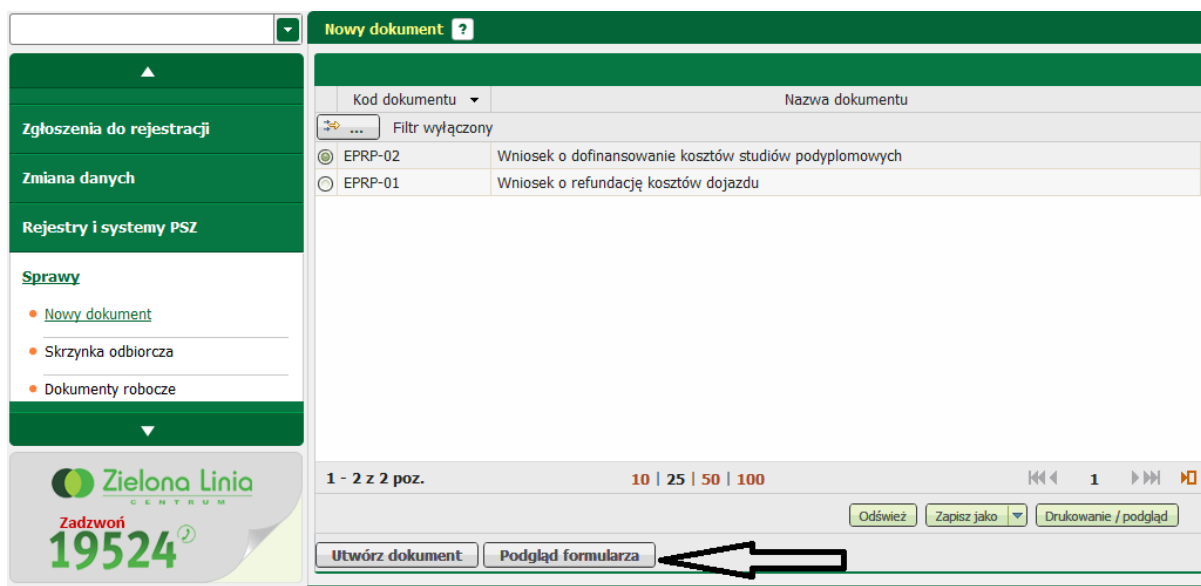 Nowy dokument ?
Zgłoszenia do rejestracji
Zmiana danych
Rejestry i systemy PSZ
Sprawy
Nowy dokument
Skrzynka odbiorcza
Dokumenty robocze
Zielona Linia
CENTRUM
Zadzwoń
19524
Kod dokumentu Nazwa dokumentu
... Filtr wyłączony
EPRP-02 Wniosek o dofinansowanie kosztów studiów podyplomowych
EPRP-01 Wniosek o refundację kosztów dojazdu
1 - 2 z 2 poz. 10 | 25 | 50 | 100 1
Odśwież Zapisz jako Drukowanie / podgląd
Utwórz dokument Podgląd formularza